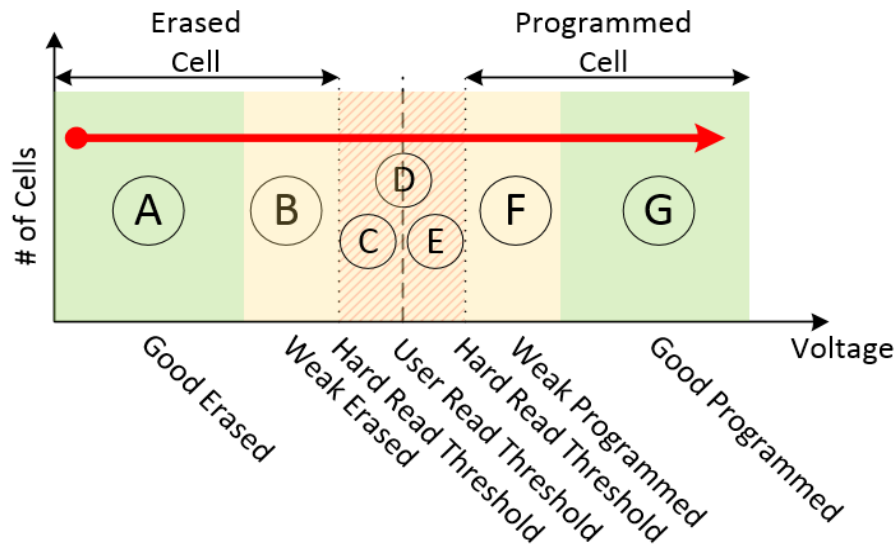 Erased
Cell
Programmed
Cell
# of Cells
A
B
C
D
E
F
G
Voltage
Good Erased
Weak Erased
Hard Read Threshold
User Read Threshold
Hard Read Threshold
Weak Programmed
Good Programmed